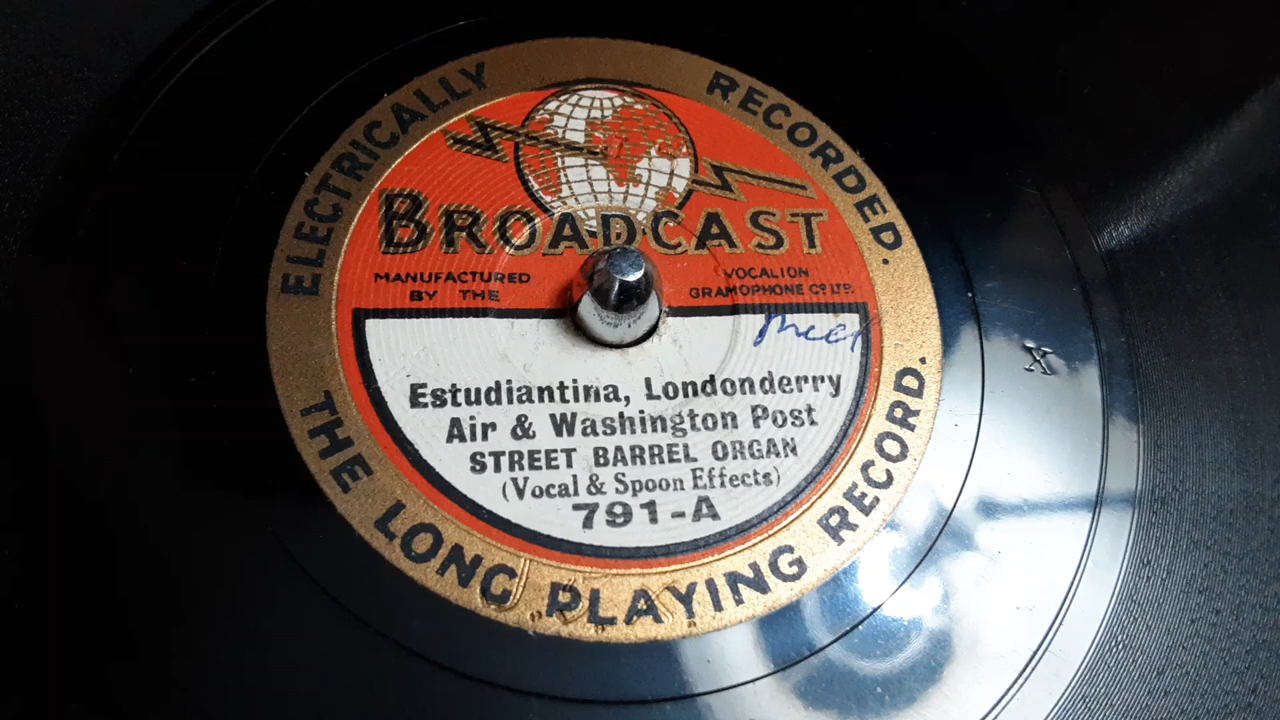 ELECTRICALLY RECORDED.
BROADCAST
MANUFACTURED BY THE
VOCALION GRAMOPHONE CO LTD.
Estudiantina, Londonderry
Air & Washington Post
STREET BARREL ORGAN
(Vocal & Spoon Effects)
791-A
THE LONG PLAYING RECORD.
X